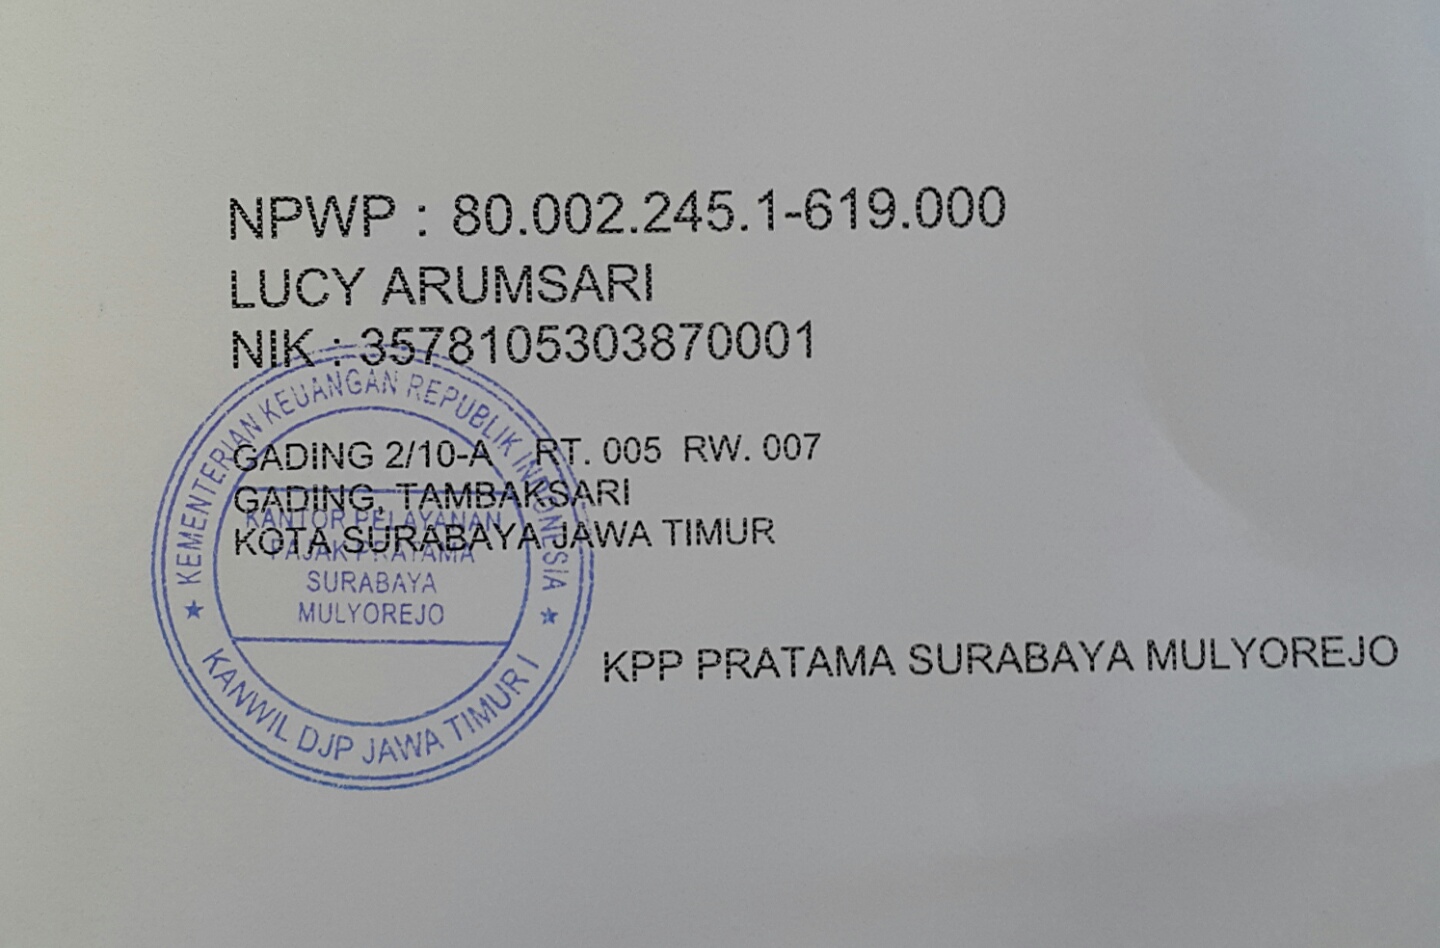 NPWP : 80.002.245.1-619.000
LUCY ARUMSARI
NIK : 3578105303870001
GADING 2/10-A RT. 005 RW. 007
GADING, TAMBAKSARI
KOTA SURABAYA JAWA TIMUR
KPP PRATAMA SURABAYA MULYOREJO
KEMENTERIAN KEUANGAN REPUBLIK INDONESIA
KANTOR PELAYANAN
PAJAK PRATAMA
SURABAYA
MULYOREJO
KANWIL DJP JAWA TIMUR I